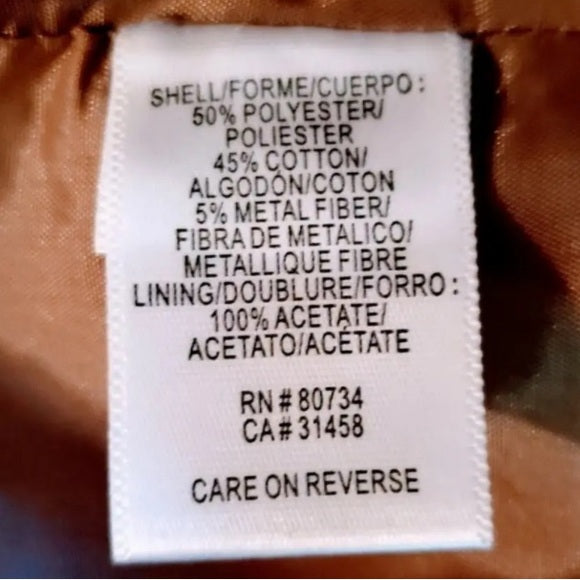 SHELL/FORME/CUERPO:
50% POLYESTER/
POLIESTER
45% COTTON/
ALGODÓN/COTON
5% METAL FIBER/
FIBRA DE METALICO/
METALLIQUE FIBRE
LINING/DOUBLURE/FORRO:
100% ACETATE/
ACETATO/ACÉTATE
RN # 80734
CA# 31458
CARE ON REVERSE